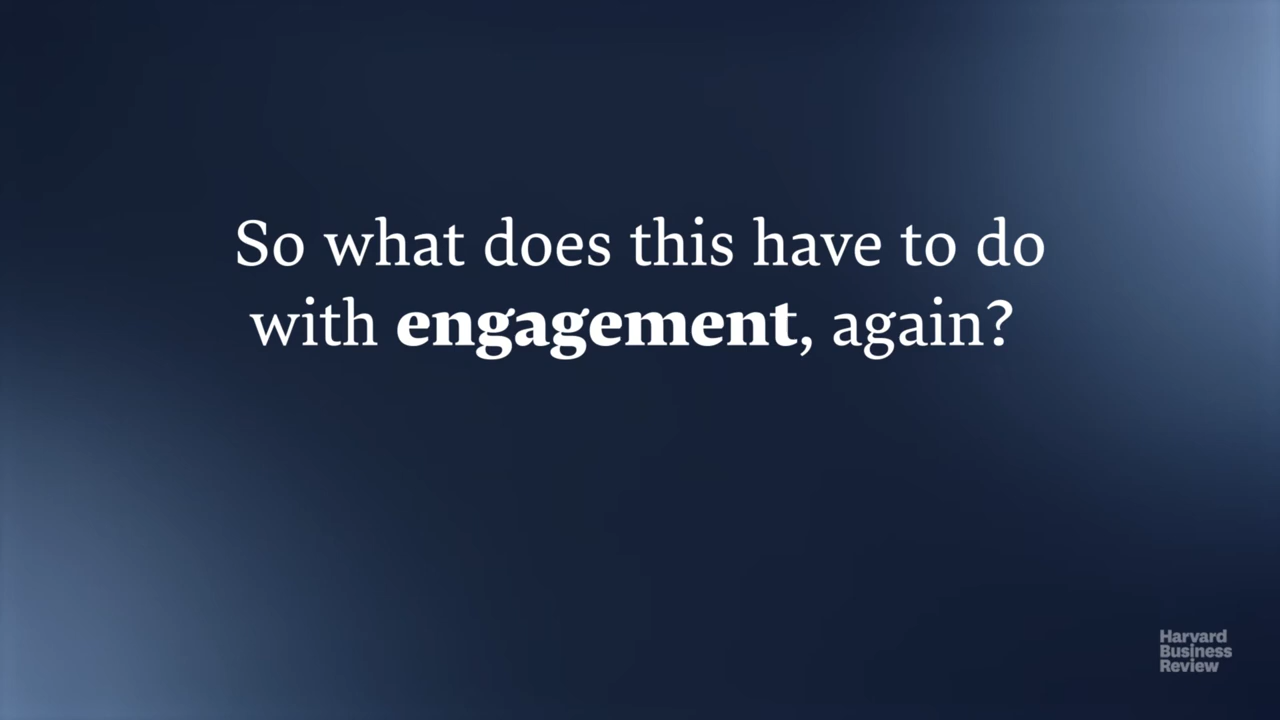 So what does this have to do
with engagement, again?
Harvard
Business
Review